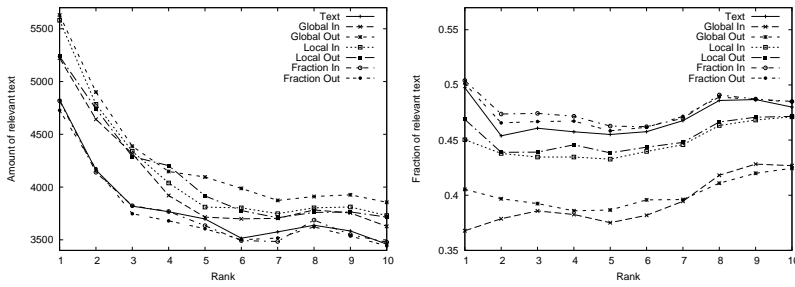 5500
5000
4500
4000
3500
Amount of relevant text
1 2 3 4 5 6 7 8 9 10
Rank
Text
Global In
Global Out
Local In
Local Out
Fraction In
Fraction Out
0.55
0.5
0.45
0.4
0.35
Fraction of relevant text
1 2 3 4 5 6 7 8 9 10
Rank
Text
Global In
Global Out
Local In
Local Out
Fraction In
Fraction Out